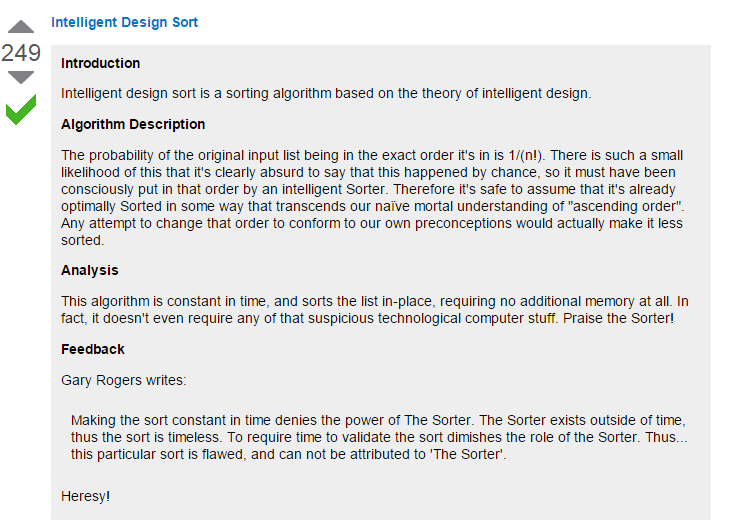 Intelligent Design Sort
249
Introduction
Intelligent design sort is a sorting algorithm based on the theory of intelligent design.
Algorithm Description
The probability of the original input list being in the exact order it's in is 1/(n!). There is such a small
likelihood of this that it's clearly absurd to say that this happened by chance, so it must have been
consciously put in that order by an intelligent Sorter. Therefore it's safe to assume that it's already
optimally Sorted in some way that transcends our naïve mortal understanding of "ascending order".
Any attempt to change that order to conform to our own preconceptions would actually make it less
sorted.
Analysis
This algorithm is constant in time, and sorts the list in-place, requiring no additional memory at all. In
fact, it doesn't even require any of that suspicious technological computer stuff. Praise the Sorter!
Feedback
Gary Rogers writes:
Making the sort constant in time denies the power of The Sorter. The Sorter exists outside of time,
thus the sort is timeless. To require time to validate the sort dimishes the role of the Sorter. Thus...
this particular sort is flawed, and can not be attributed to 'The Sorter'.
Heresy!